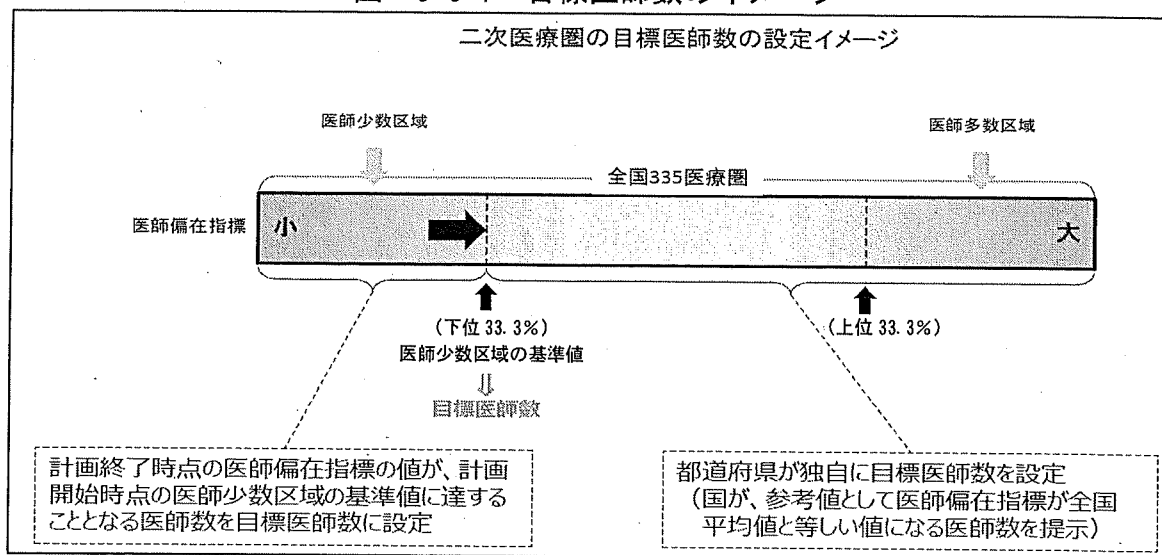 二次医療圏の目標医師数の設定イメージ
医師少数区域
医師多数区域
全国335医療圏
医師偏在指標
小
大
(下位 33.3%)
(上位 33.3%)
医師少数区域の基準値
目標医師数
計画終了時点の医師偏在指標の値が、計画
開始時点の医師少数区域の基準値に達する
こととなる医師数を目標医師数に設定
都道府県が独自に目標医師数を設定
(国が、参考値として医師偏在指標が全国
平均値と等しい値になる医師数を提示)